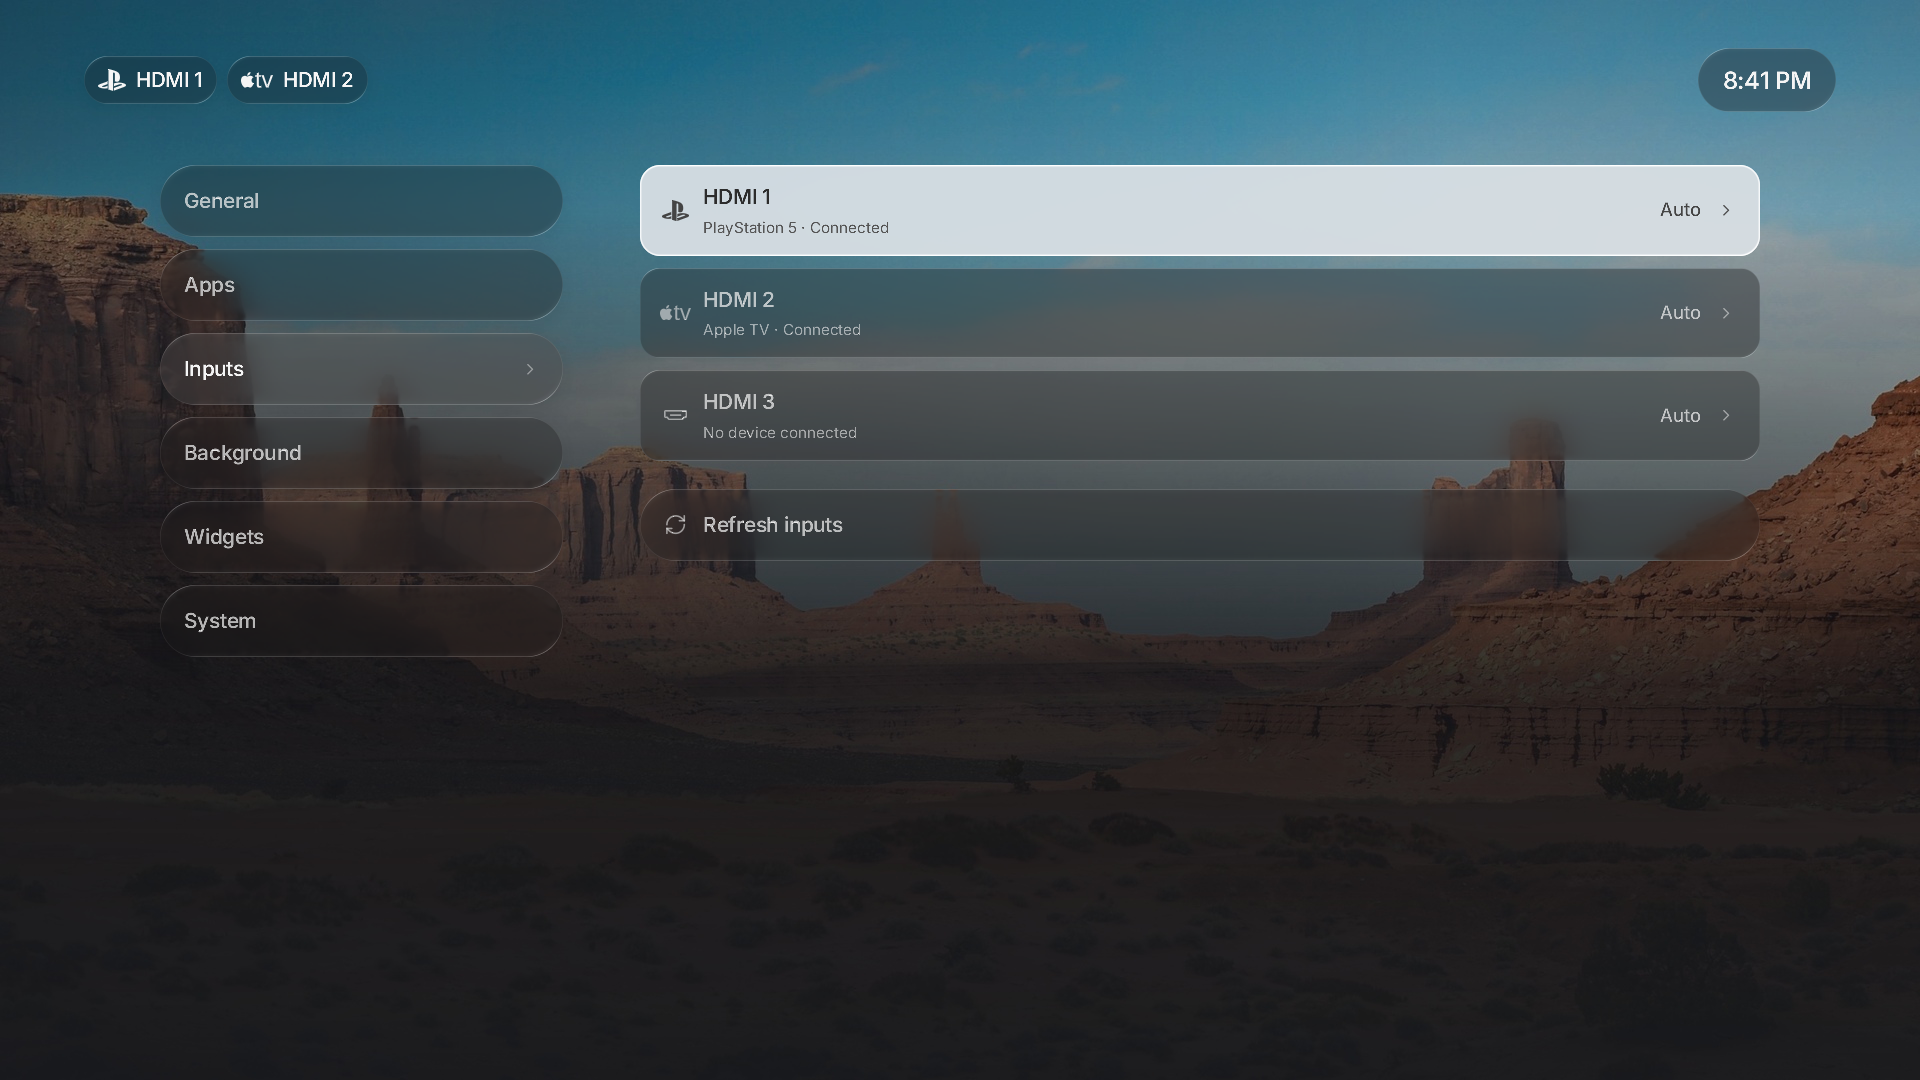 HDMI 1
tv HDMI 2
8:41 PM
General
Apps
Inputs
Background
Widgets
System
HDMI 1
PlayStation 5 · Connected
Auto
tv
HDMI 2
Apple TV · Connected
Auto
HDMI 3
No device connected
Auto
Refresh inputs